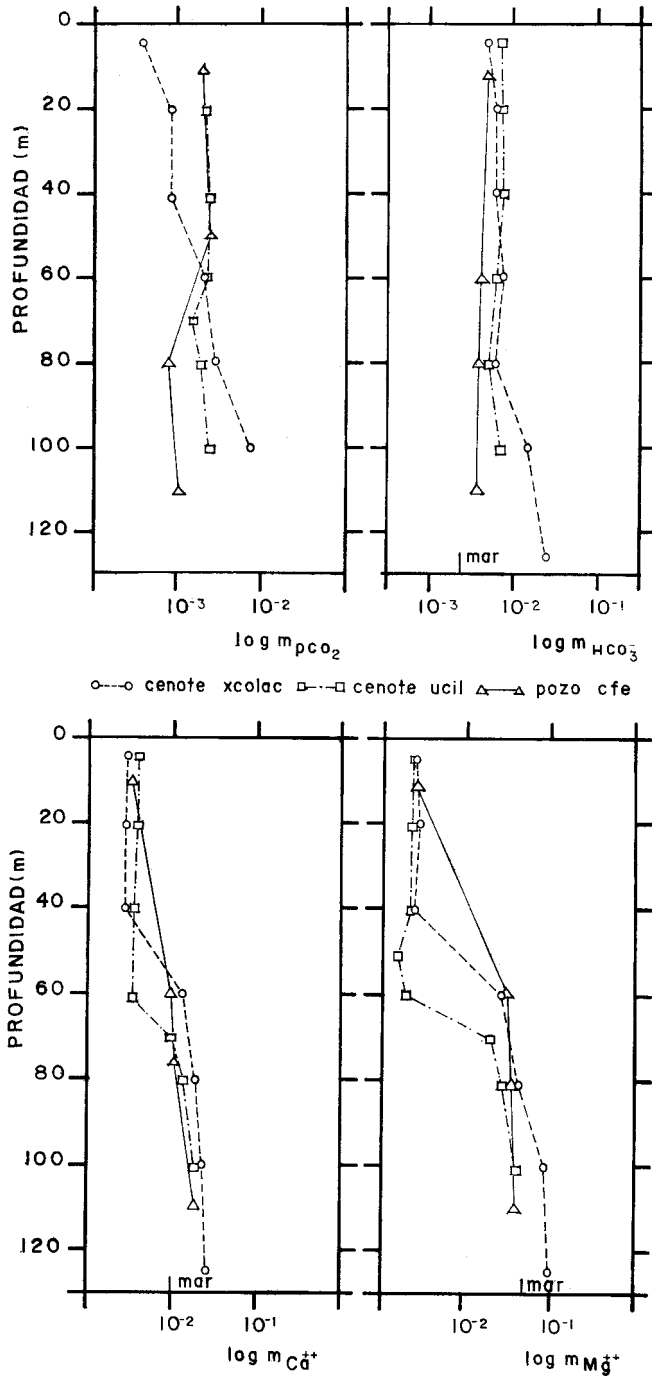 0
20
40
60
80
100
120
PROFUNDIDAD (m)
mar
10⁻³ 10⁻² 10⁻³ 10⁻² 10⁻¹
log m pco₂ log m Hco₃⁻
cenote xcolac cenote ucil pozo cfe
0
20
40
60
80
100
120
PROFUNDIDAD (m)
mar mar
10⁻² 10⁻¹ 10⁻² 10⁻¹
log m Ca⁺⁺ log m Mg⁺⁺